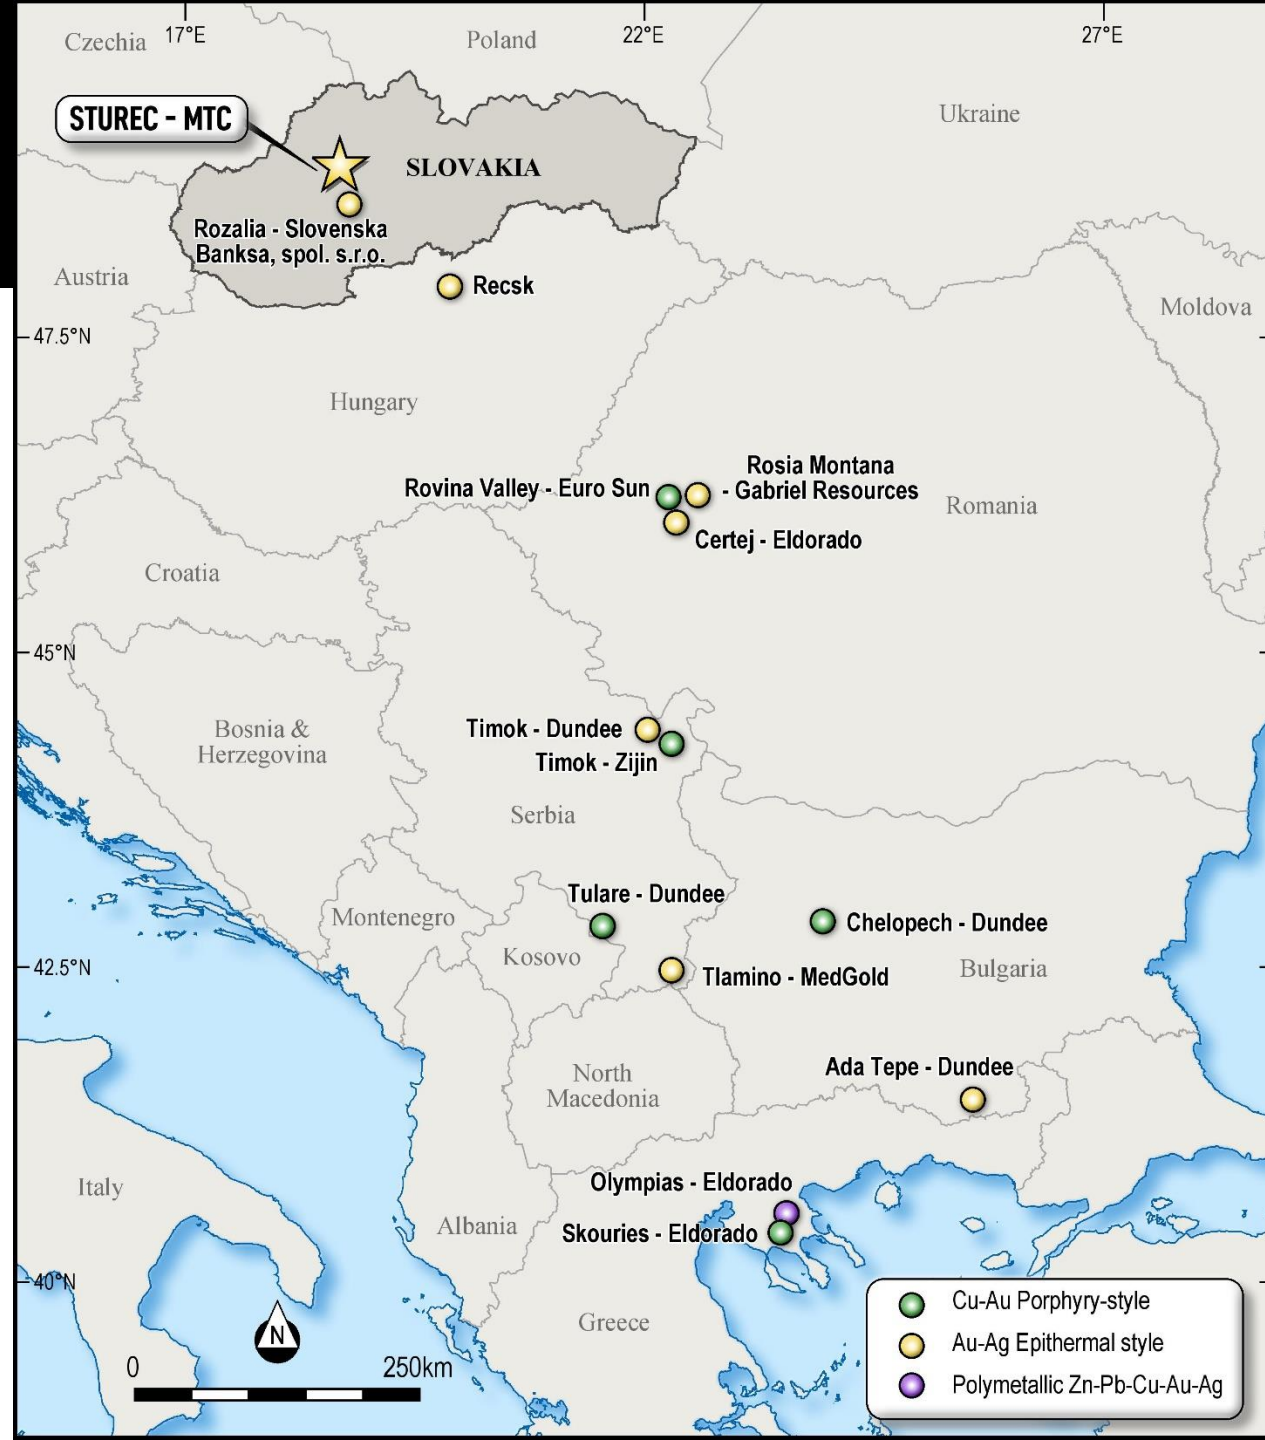 17°E
22°E
27°E
Czechia
Poland
Ukraine
STUREC - MTC
SLOVAKIA
Rozalia - Slovenska
Banksa, spol. s.r.o.
Austria
Recsk
Moldova
47.5°N
Hungary
Rosia Montana
- Gabriel Resources
Rovina Valley - Euro Sun
Romania
Certej - Eldorado
Croatia
45°N
Bosnia &
Herzegovina
Timok - Dundee
Timok - Zijin
Serbia
Tulare - Dundee
Montenegro
Chelopech - Dundee
Kosovo
42.5°N
Tlamino - MedGold
Bulgaria
Ada Tepe - Dundee
North
Macedonia
Olympias - Eldorado
Italy
Albania
Skouries - Eldorado
40°N
Greece
N
0
250km
Cu-Au Porphyry-style
Au-Ag Epithermal style
Polymetallic Zn-Pb-Cu-Au-Ag